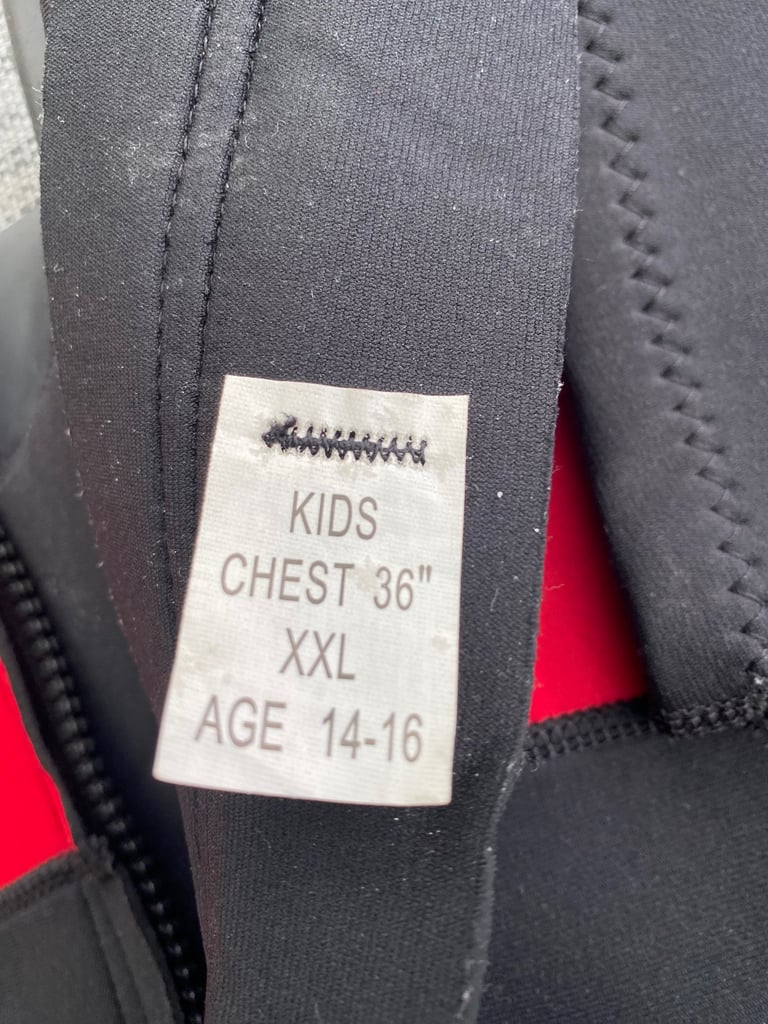 KIDS
CHEST 36"
XXL
AGE 14-16